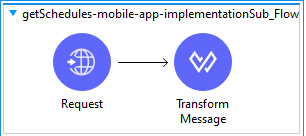 getSchedules-mobile-app-implementationSub_Flow
Request
Transform
Message